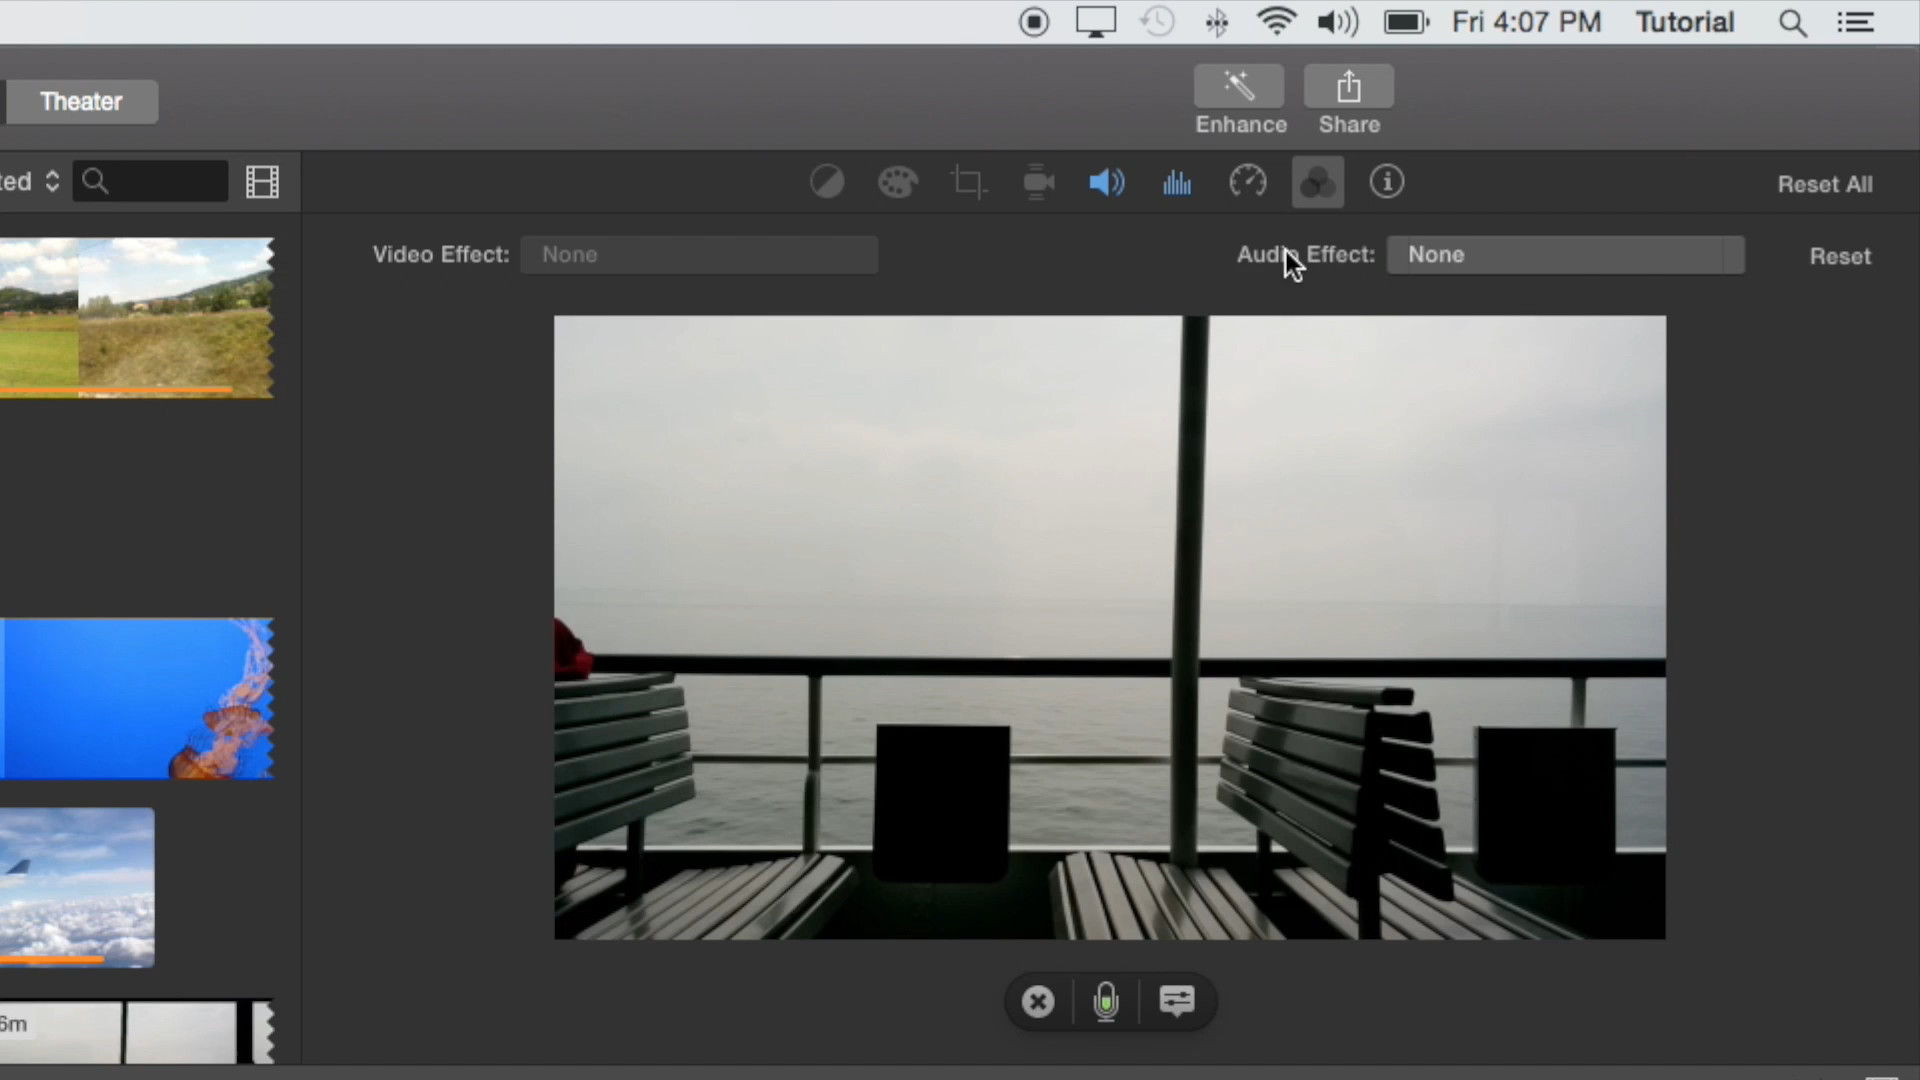 Fri 4:07 PM Tutorial
Theater
Enhance Share
ted
Reset All
Video Effect: None
Audio Effect: None
Reset
6m